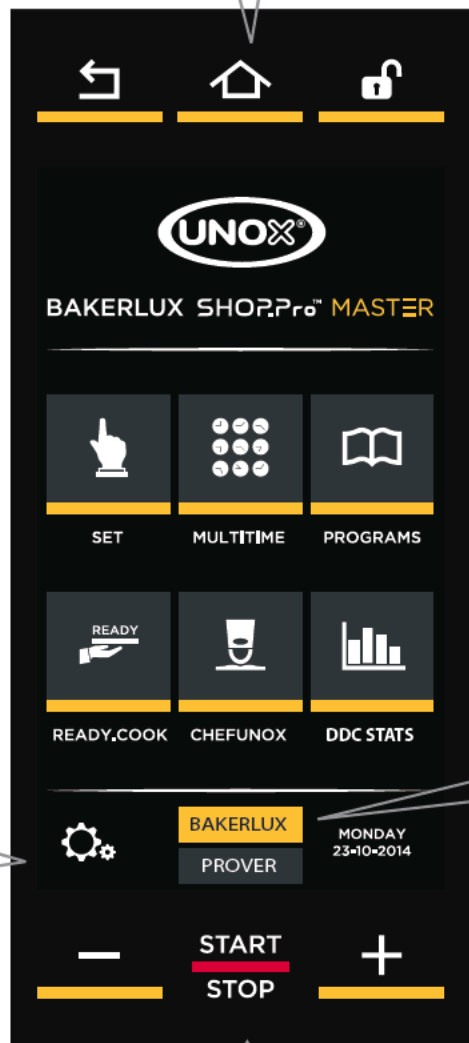 UNOX®
BAKERLUX SHOP.Pro™ MASTER
SET MULTITIME PROGRAMS
READY
READY.COOK CHEFUNOX DDC STATS
BAKERLUX
PROVER
MONDAY
23-10-2014
START
STOP